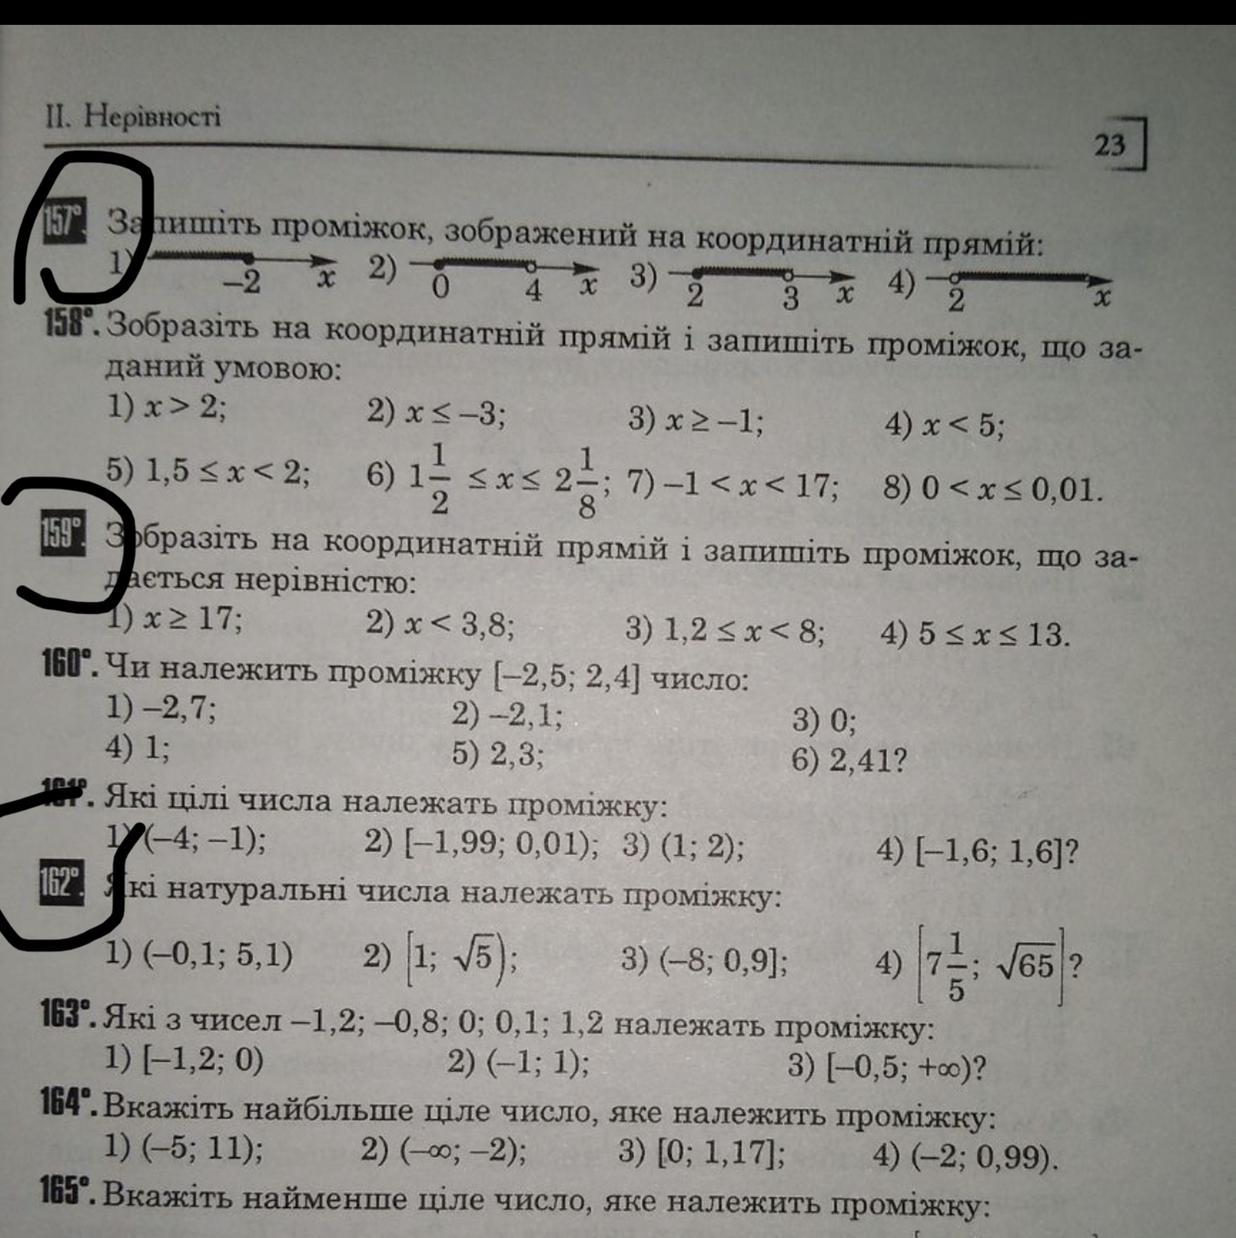 II. Нерівності
23
157°. Запишіть проміжок, зображений на координатній прямій:
1) −2 x 2) 0 4 x 3) 2 3 x 4) 2 x
158°. Зобразіть на координатній прямій і запишіть проміжок, що за-
даний умовою:
1) x > 2; 2) x ≤ −3; 3) x ≥ −1; 4) x < 5;
5) 1,5 ≤ x < 2; 6) 1 1/2 ≤ x ≤ 2 1/8; 7) −1 < x < 17; 8) 0 < x ≤ 0,01.
159°. Зобразіть на координатній прямій і запишіть проміжок, що за-
дається нерівністю:
1) x ≥ 17; 2) x < 3,8; 3) 1,2 ≤ x < 8; 4) 5 ≤ x ≤ 13.
160°. Чи належить проміжку [−2,5; 2,4] число:
1) −2,7; 2) −2,1; 3) 0;
4) 1; 5) 2,3; 6) 2,41?
161°. Які цілі числа належать проміжку:
1) (−4; −1); 2) [−1,99; 0,01); 3) (1; 2); 4) [−1,6; 1,6]?
162°. Які натуральні числа належать проміжку:
1) (−0,1; 5,1) 2) [1; √5); 3) (−8; 0,9]; 4) [7 1/5; √65]?
163°. Які з чисел −1,2; −0,8; 0; 0,1; 1,2 належать проміжку:
1) [−1,2; 0) 2) (−1; 1); 3) [−0,5; +∞)?
164°. Вкажіть найбільше ціле число, яке належить проміжку:
1) (−5; 11); 2) (−∞; −2); 3) [0; 1,17]; 4) (−2; 0,99).
165°. Вкажіть найменше ціле число, яке належить проміжку: